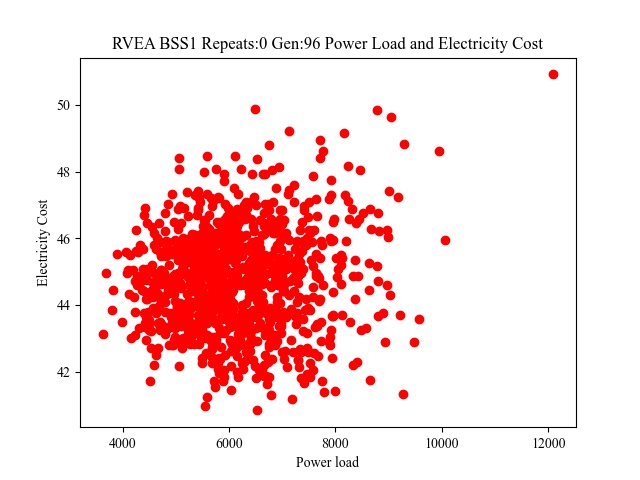 RVEA BSS1 Repeats:0 Gen:96 Power Load and Electricity Cost
50
48
46
44
42
Electricity Cost
4000 6000 8000 10000 12000
Power load